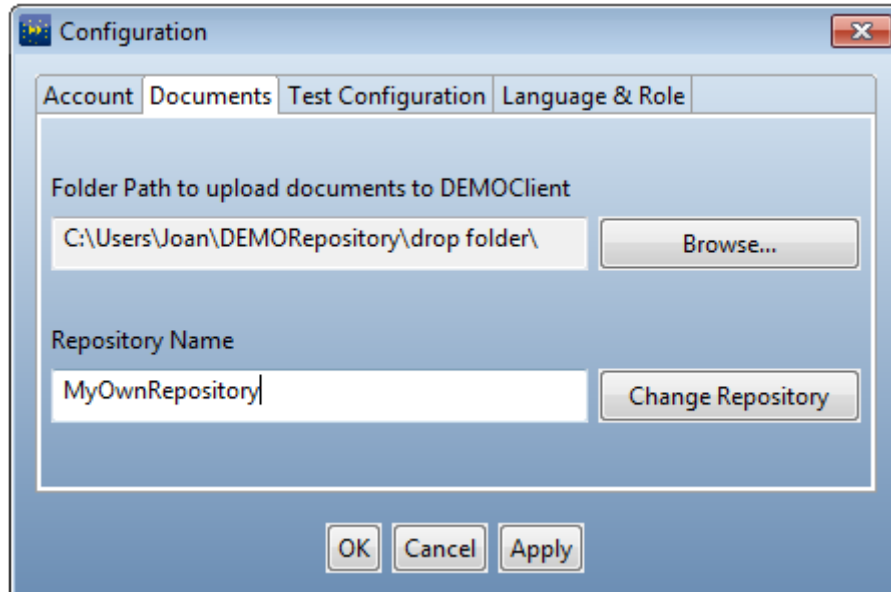 Configuration
Account Documents Test Configuration Language & Role
Folder Path to upload documents to DEMOClient
C:\Users\Joan\DEMORepository\drop folder\ Browse...
Repository Name
MyOwnRepository Change Repository
OK Cancel Apply